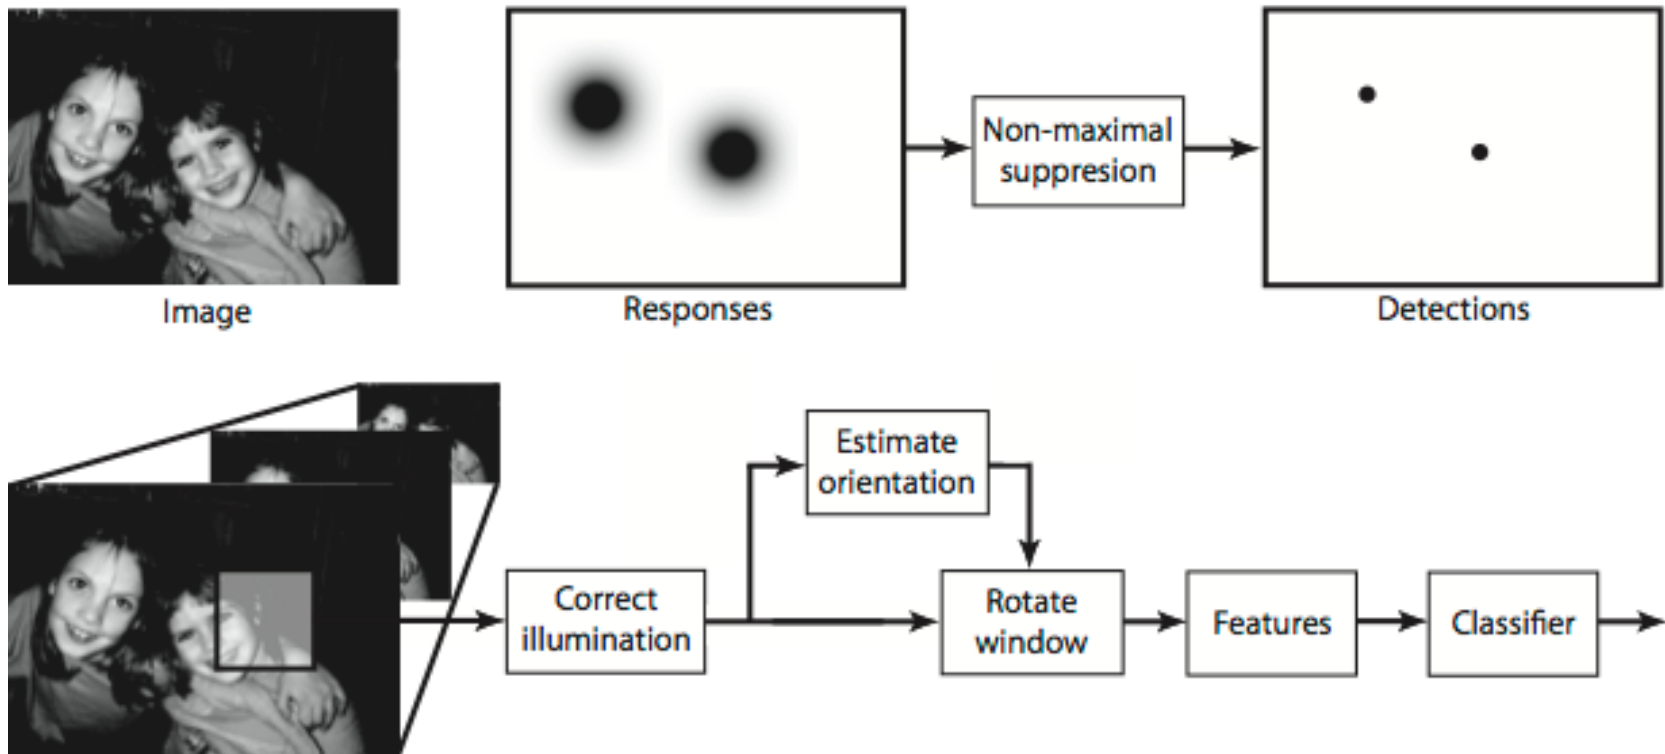 Image
Responses
Non-maximal
suppresion
Detections
Estimate
orientation
Correct
illumination
Rotate
window
Features
Classifier